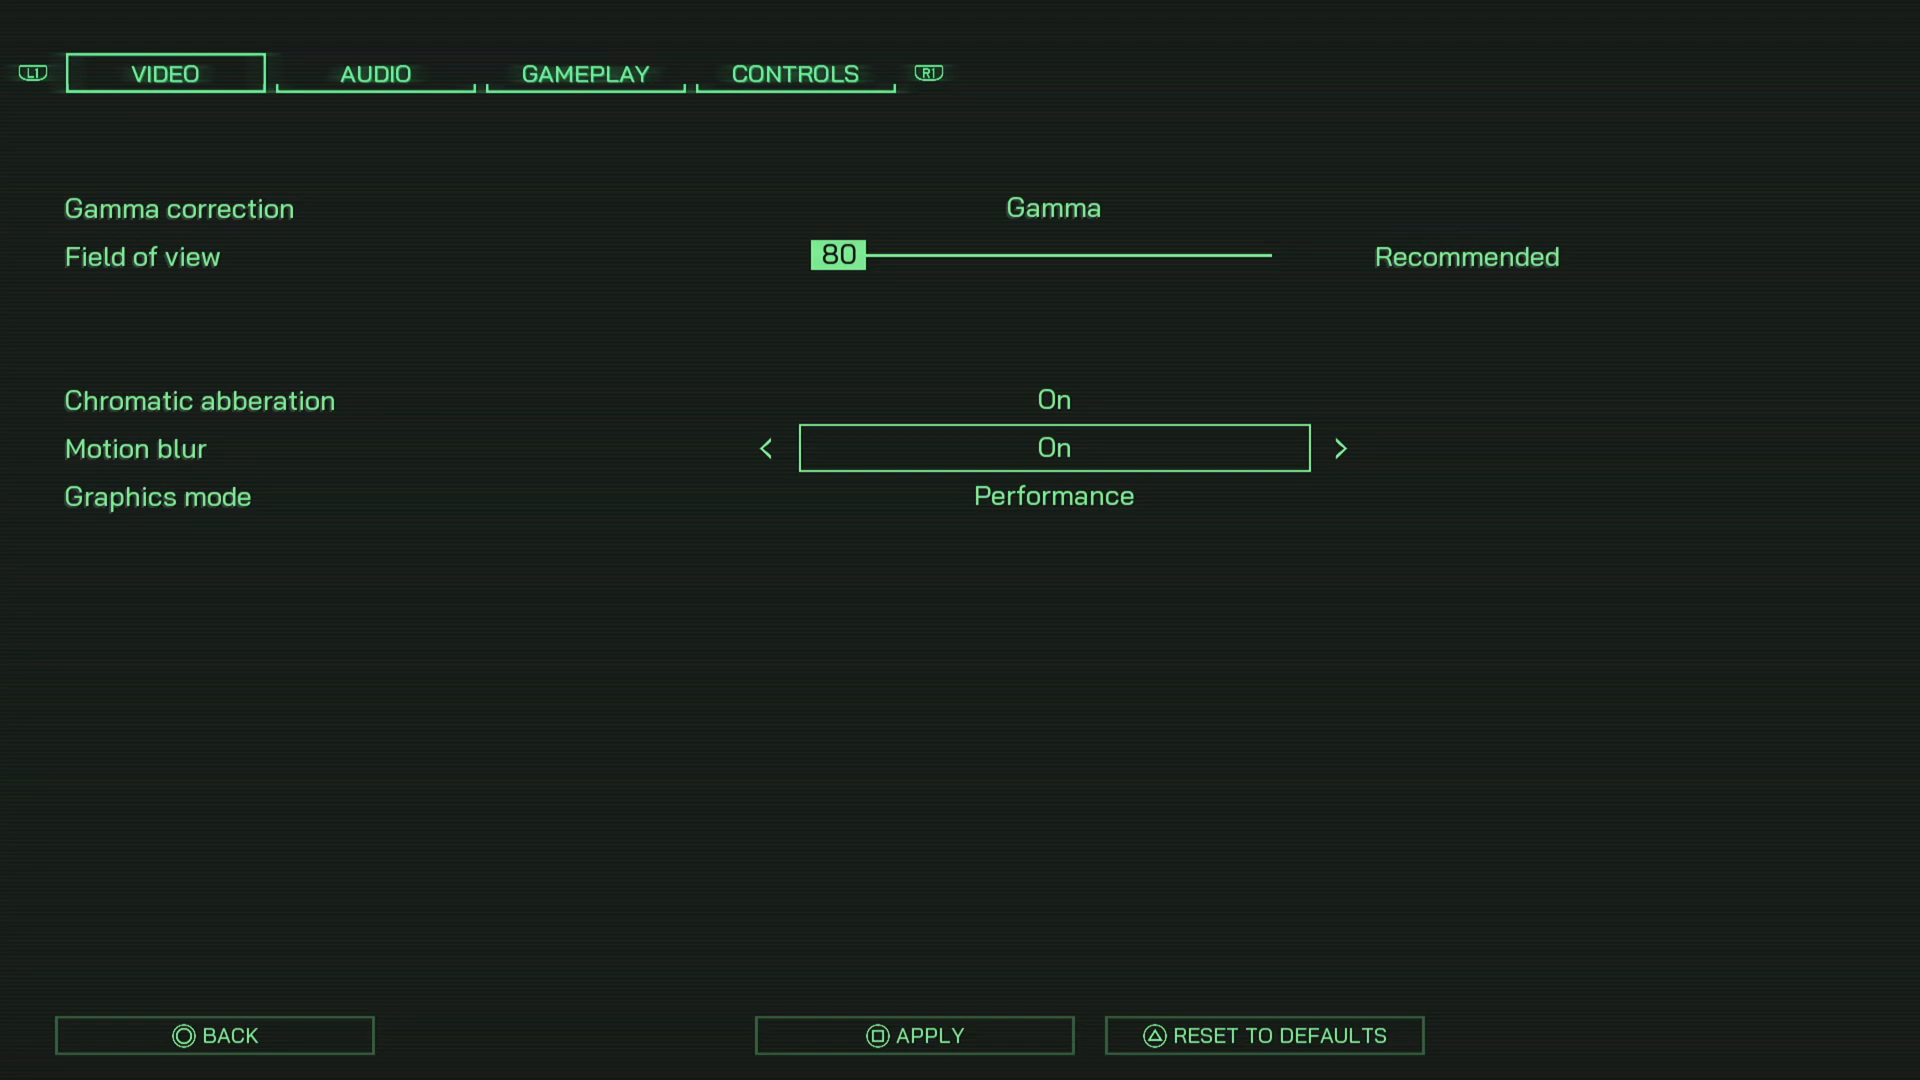 L1 VIDEO AUDIO GAMEPLAY CONTROLS R1
Gamma correction Gamma
Field of view 80 Recommended
Chromatic abberation On
Motion blur < On >
Graphics mode Performance
BACK APPLY RESET TO DEFAULTS